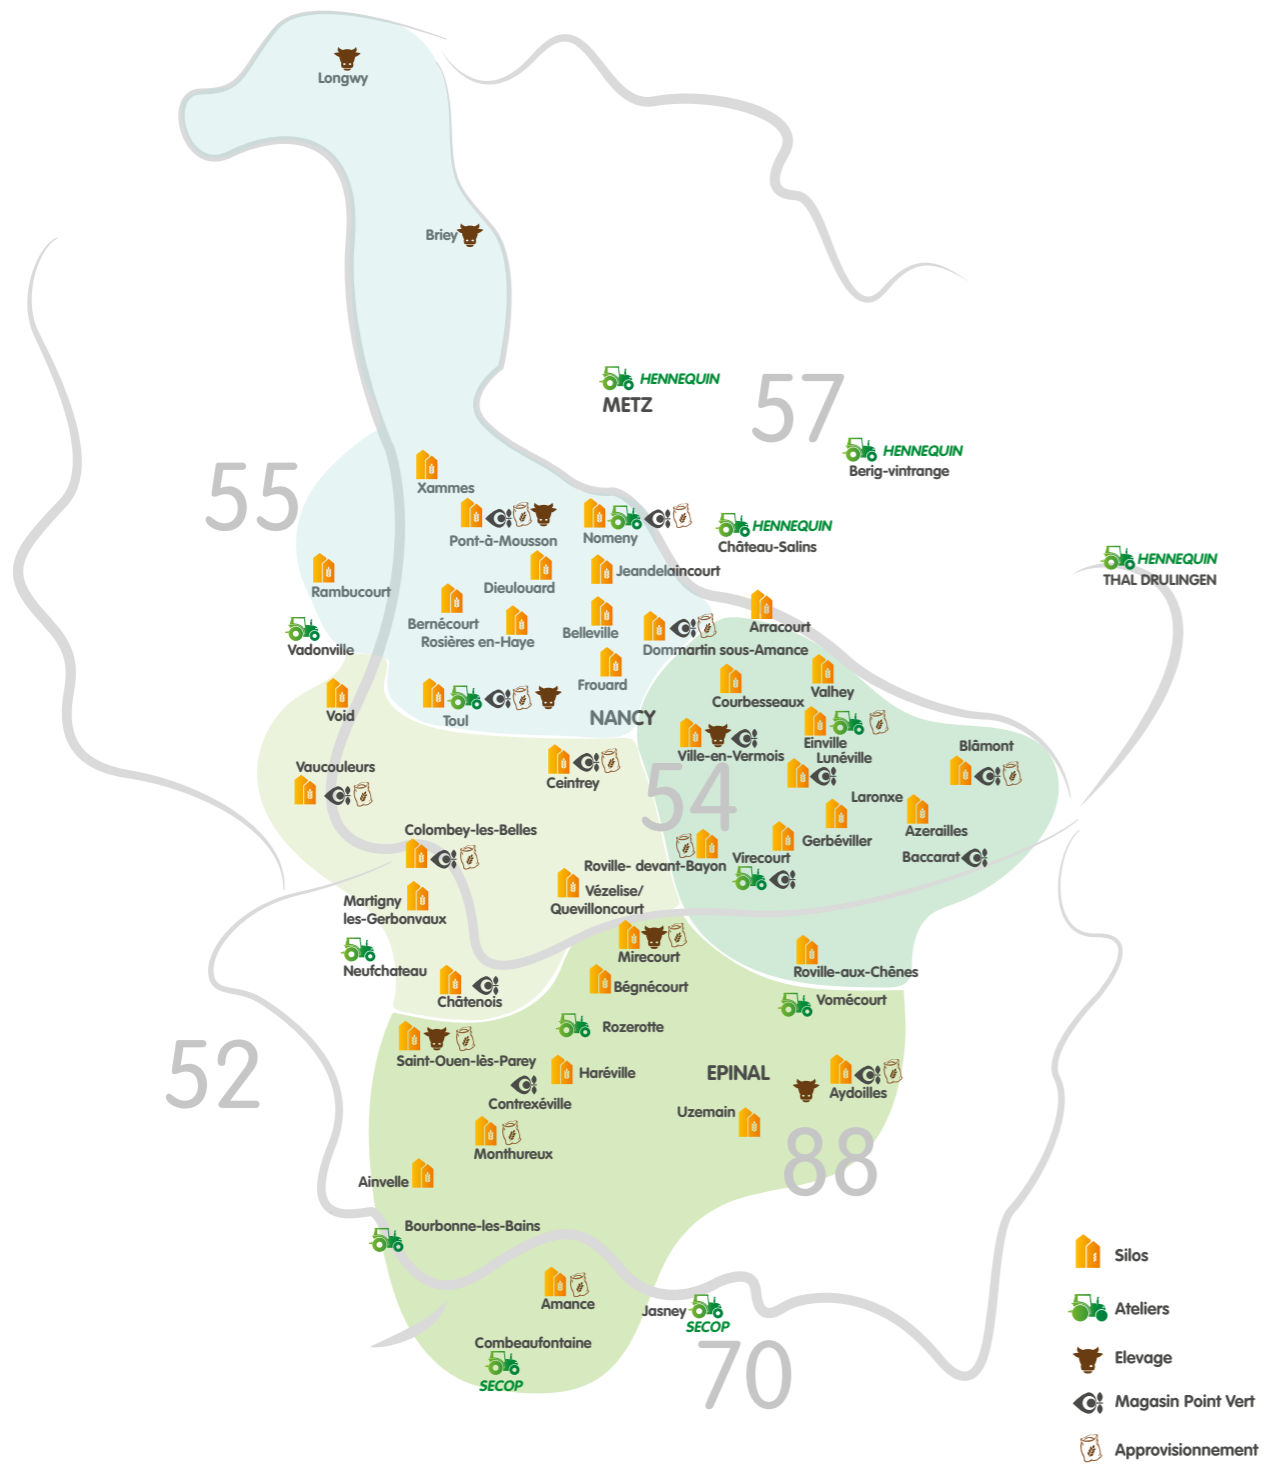 Longwy
Briey
HENNEQUIN
METZ
57
HENNEQUIN
Berig-vintrange
55
Xammes
Pont-à-Mousson
Nomeny
HENNEQUIN
Château-Salins
HENNEQUIN
THAL DRULINGEN
Jeandelaincourt
Dieulouard
Rambucourt
Bernécourt
Rosières en-Haye
Belleville
Arracourt
Vadonville
Dommartin sous-Amance
Frouard
Valhey
Courbesseaux
Void
Toul
NANCY
Einville
Ville-en-Vermois
Lunéville
Blâmont
Vaucouleurs
Ceintrey
54
Laronxe
Azerailles
Colombey-les-Belles
Gerbéviller
Virecourt
Baccarat
Roville- devant-Bayon
Vézelise/
Quevilloncourt
Martigny
les-Gerbonvaux
Mirecourt
Neufchateau
Roville-aux-Chênes
Bégnécourt
Châtenois
Vomécourt
Rozerotte
Saint-Ouen-lès-Parey
52
Haréville
EPINAL
Aydoilles
Contrexéville
Uzemain
Monthureux
88
Ainvelle
Bourbonne-les-Bains
Amance
Jasney
SECOP
Combeaufontaine
SECOP
70
Silos
Ateliers
Elevage
Magasin Point Vert
Approvisionnement